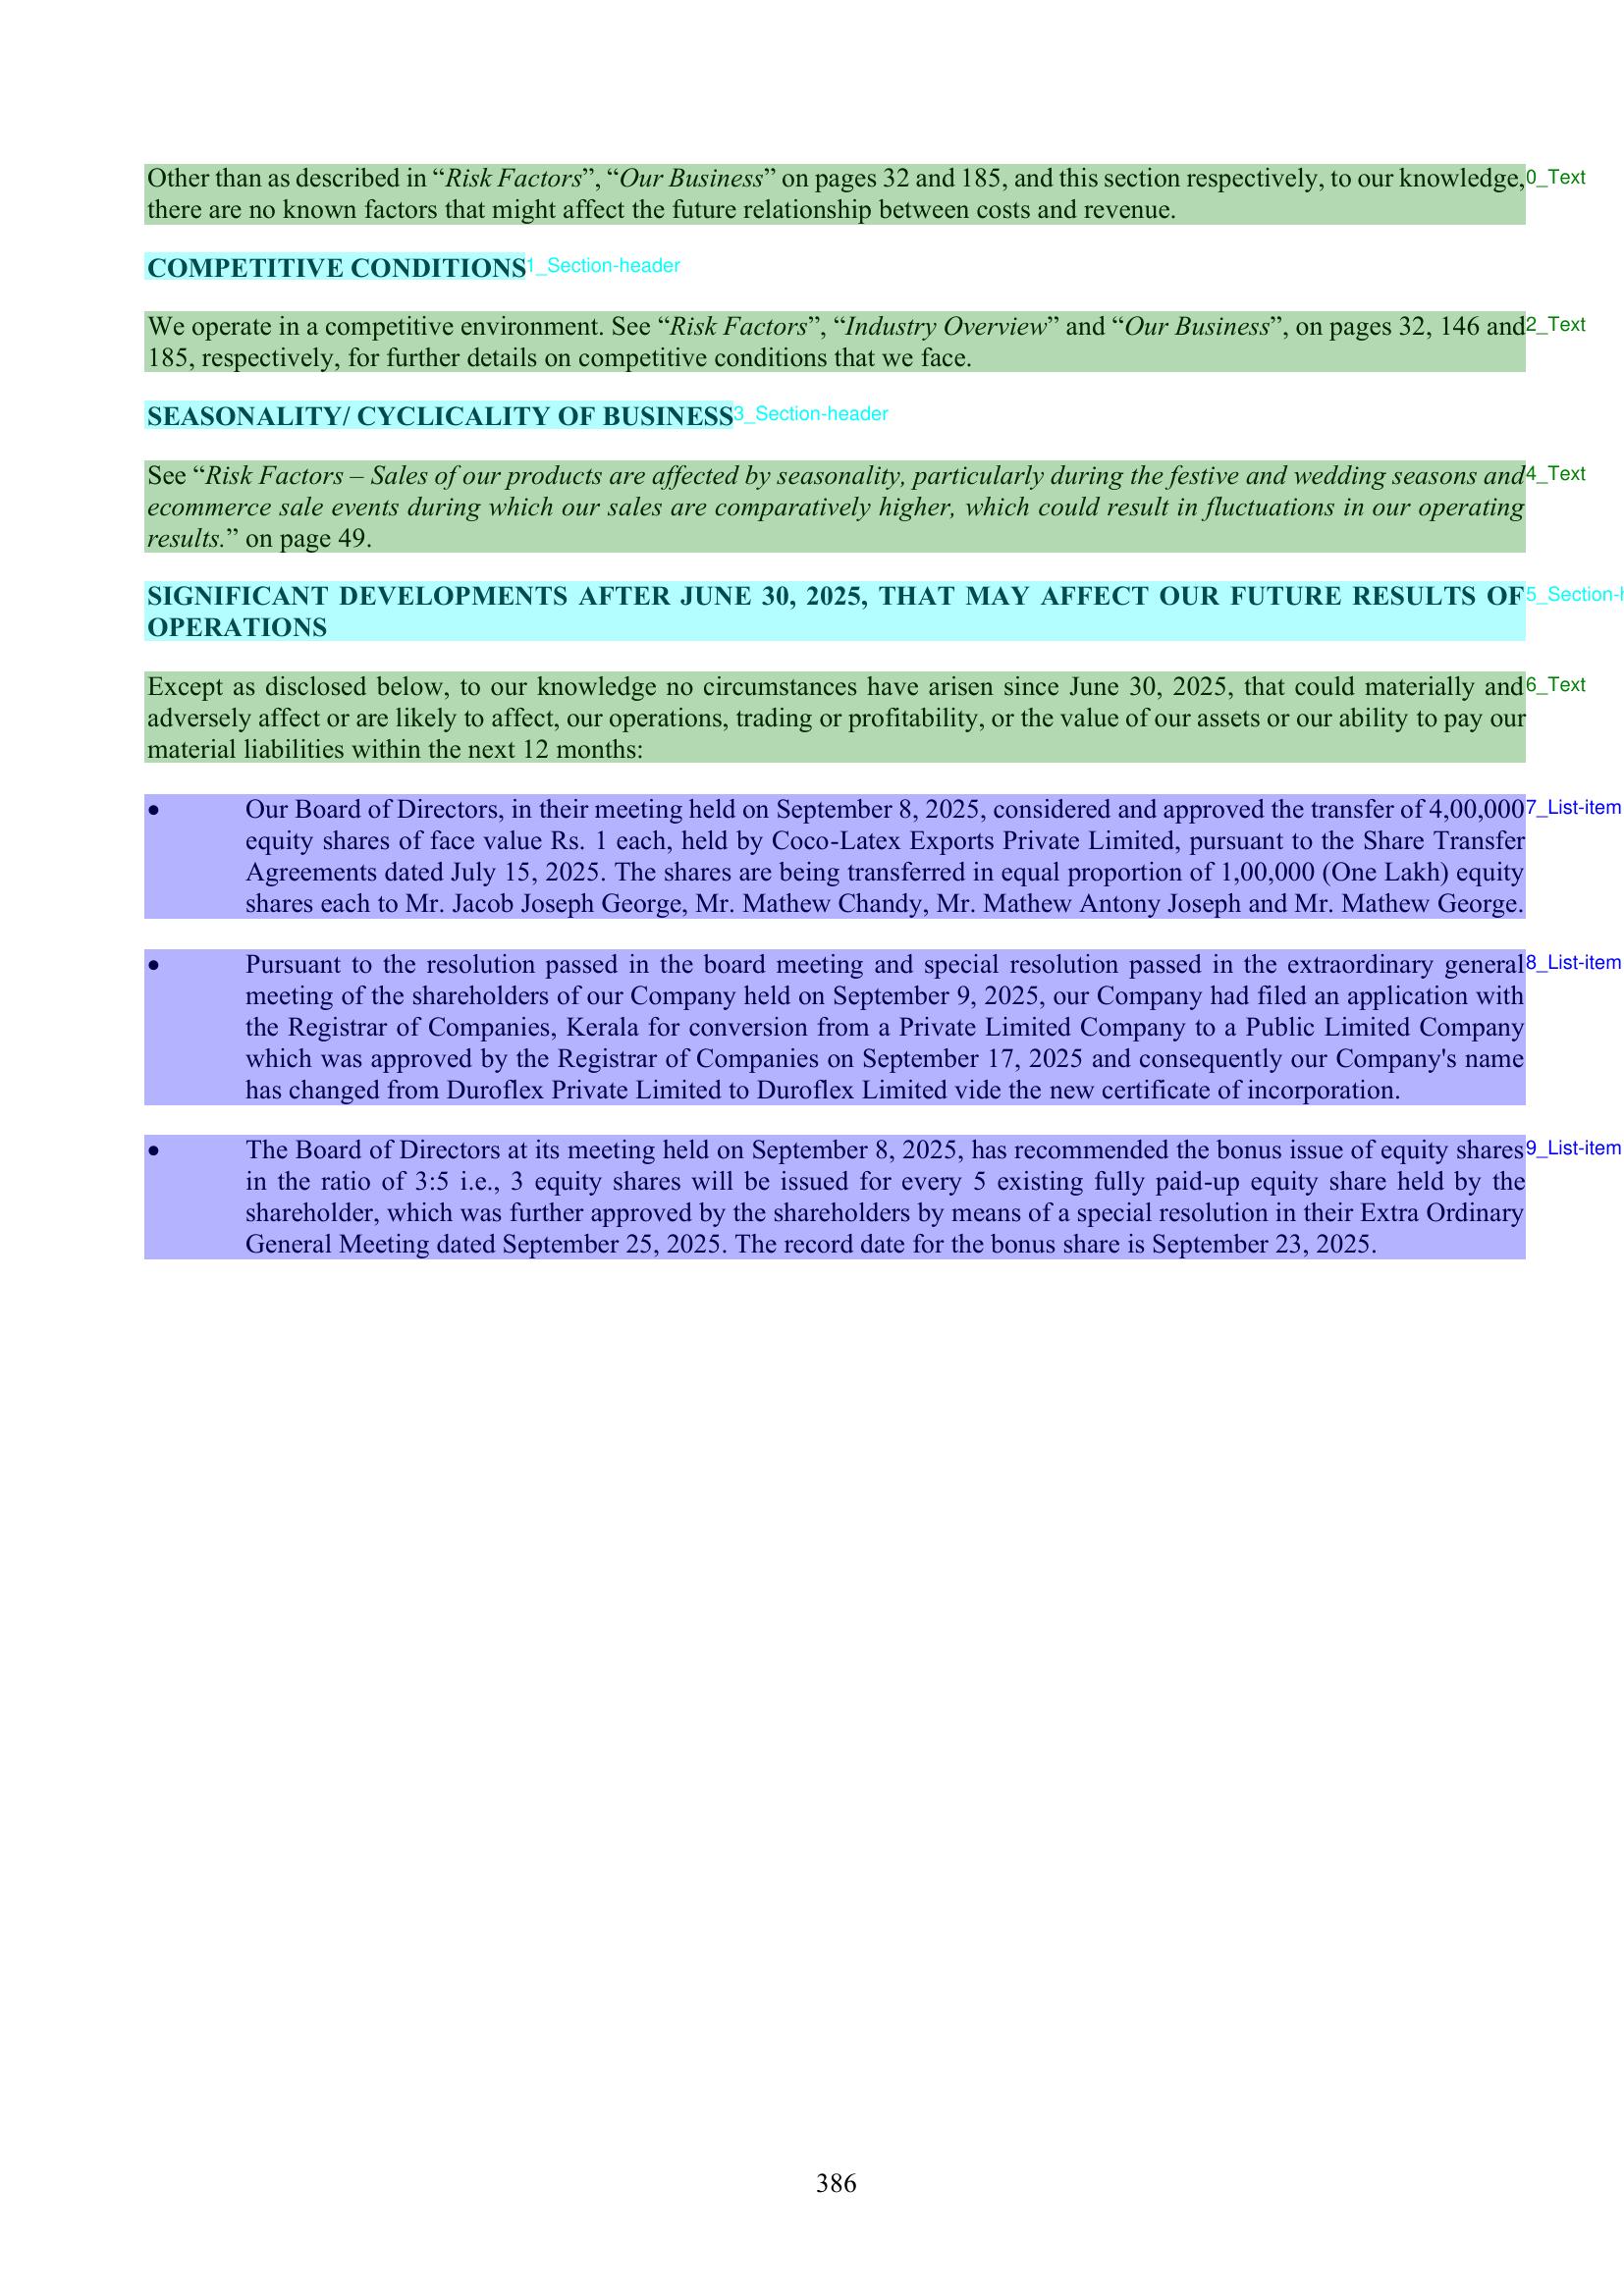 Other than as described in “Risk Factors”, “Our Business” on pages 32 and 185, and this section respectively, to our knowledge, 0_Text
there are no known factors that might affect the future relationship between costs and revenue.
COMPETITIVE CONDITIONS 1_Section-header
We operate in a competitive environment. See “Risk Factors”, “Industry Overview” and “Our Business”, on pages 32, 146 and 2_Text
185, respectively, for further details on competitive conditions that we face.
SEASONALITY/ CYCLICALITY OF BUSINESS 3_Section-header
See “Risk Factors – Sales of our products are affected by seasonality, particularly during the festive and wedding seasons and 4_Text
ecommerce sale events during which our sales are comparatively higher, which could result in fluctuations in our operating
results.” on page 49.
SIGNIFICANT DEVELOPMENTS AFTER JUNE 30, 2025, THAT MAY AFFECT OUR FUTURE RESULTS OF 5_Section-h
OPERATIONS
Except as disclosed below, to our knowledge no circumstances have arisen since June 30, 2025, that could materially and 6_Text
adversely affect or are likely to affect, our operations, trading or profitability, or the value of our assets or our ability to pay our
material liabilities within the next 12 months:
• Our Board of Directors, in their meeting held on September 8, 2025, considered and approved the transfer of 4,00,000 7_List-item
equity shares of face value Rs. 1 each, held by Coco-Latex Exports Private Limited, pursuant to the Share Transfer
Agreements dated July 15, 2025. The shares are being transferred in equal proportion of 1,00,000 (One Lakh) equity
shares each to Mr. Jacob Joseph George, Mr. Mathew Chandy, Mr. Mathew Antony Joseph and Mr. Mathew George.
• Pursuant to the resolution passed in the board meeting and special resolution passed in the extraordinary general 8_List-item
meeting of the shareholders of our Company held on September 9, 2025, our Company had filed an application with
the Registrar of Companies, Kerala for conversion from a Private Limited Company to a Public Limited Company
which was approved by the Registrar of Companies on September 17, 2025 and consequently our Company's name
has changed from Duroflex Private Limited to Duroflex Limited vide the new certificate of incorporation.
• The Board of Directors at its meeting held on September 8, 2025, has recommended the bonus issue of equity shares 9_List-item
in the ratio of 3:5 i.e., 3 equity shares will be issued for every 5 existing fully paid-up equity share held by the
shareholder, which was further approved by the shareholders by means of a special resolution in their Extra Ordinary
General Meeting dated September 25, 2025. The record date for the bonus share is September 23, 2025.
386